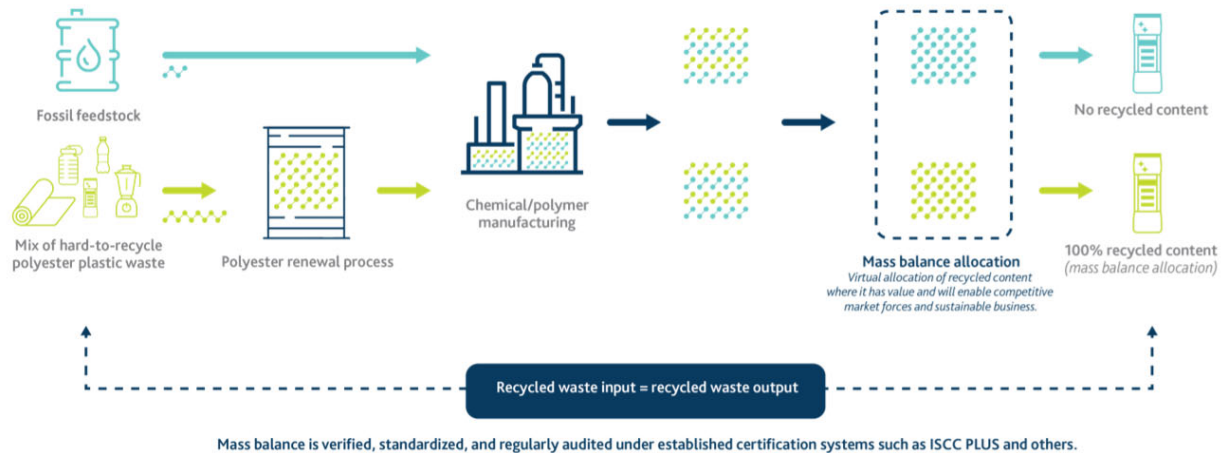 Fossil feedstock
No recycled content
Mix of hard-to-recycle
polyester plastic waste
Polyester renewal process
Chemical/polymer
manufacturing
Mass balance allocation
Virtual allocation of recycled content
where it has value and will enable competitive
market forces and sustainable business.
100% recycled content
(mass balance allocation)
Recycled waste input = recycled waste output
Mass balance is verified, standardized, and regularly audited under established certification systems such as ISCC PLUS and others.